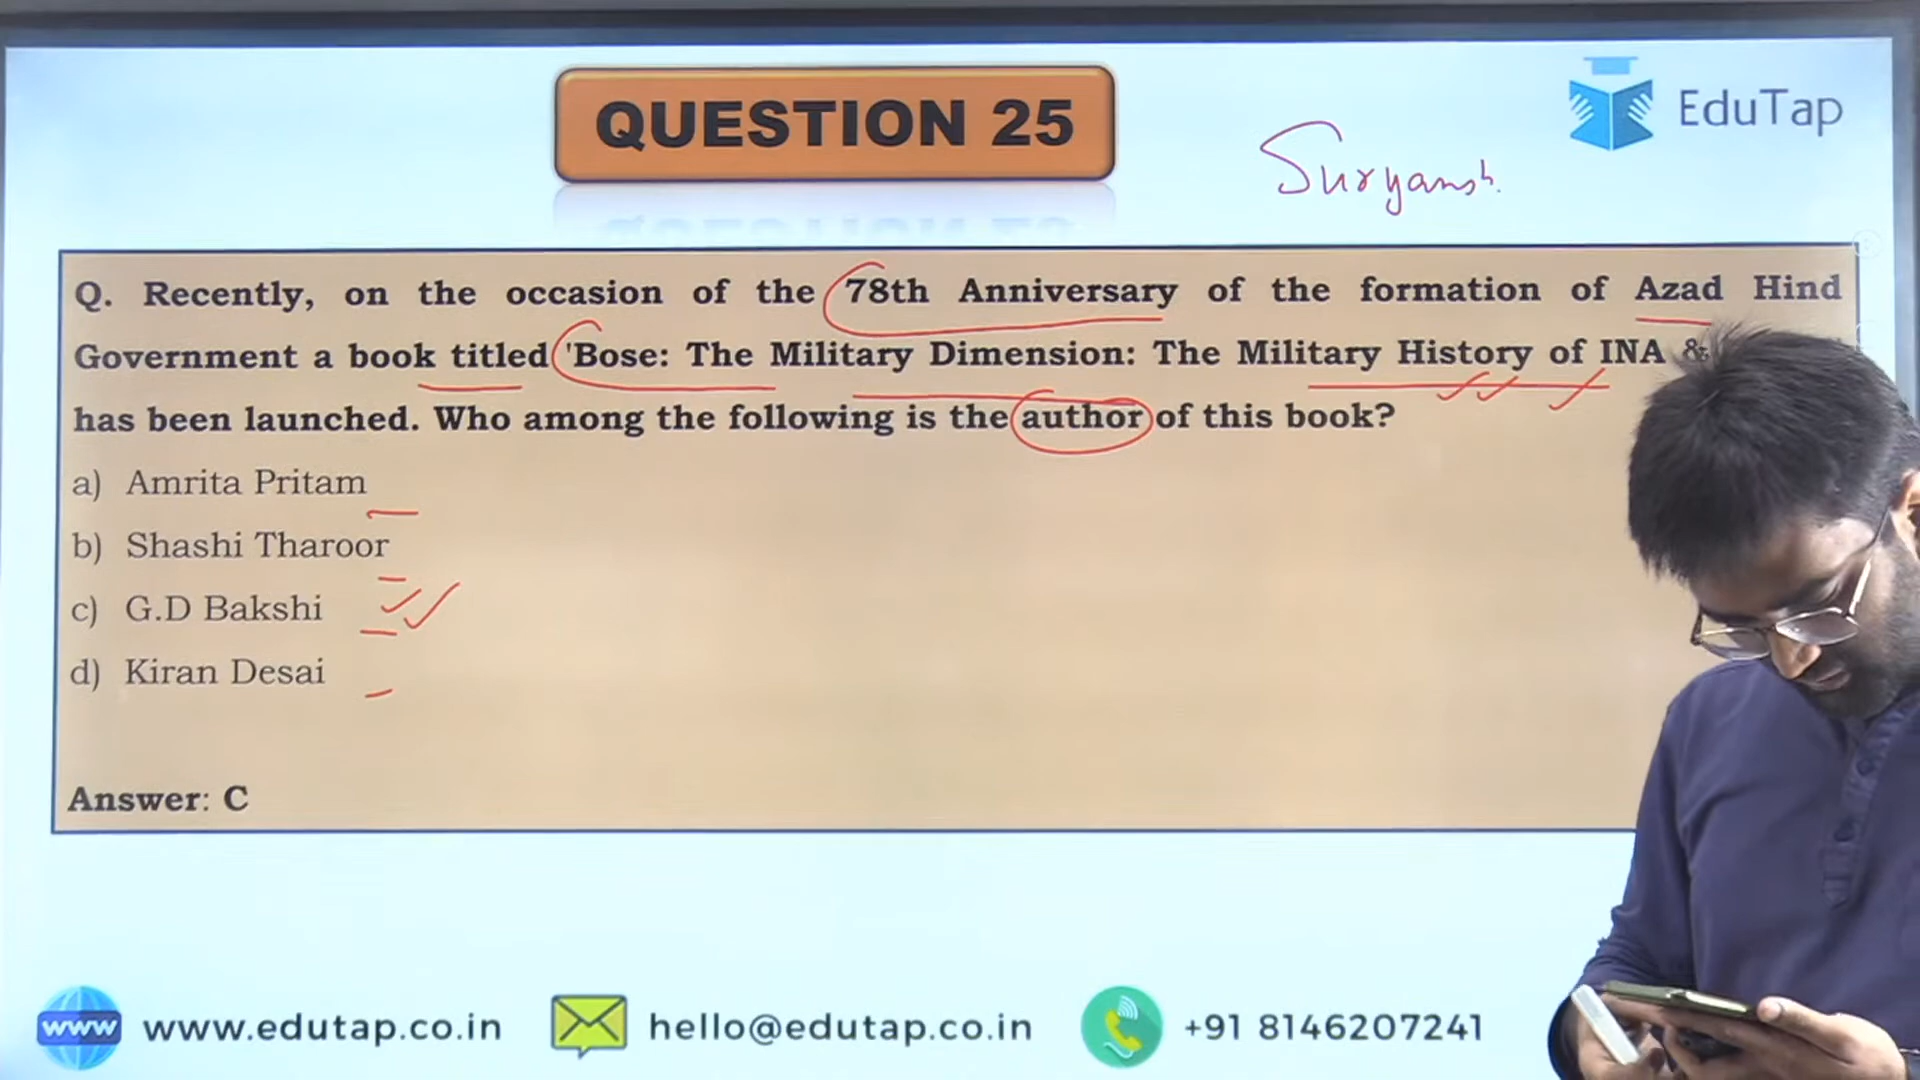 QUESTION 25
EduTap
Suryansh.
Q. Recently, on the occasion of the 78th Anniversary of the formation of Azad Hind
Government a book titled 'Bose: The Military Dimension: The Military History of INA &
has been launched. Who among the following is the author of this book?
a) Amrita Pritam
b) Shashi Tharoor
c) G.D Bakshi
d) Kiran Desai
Answer: C
www www.edutap.co.in hello@edutap.co.in +91 8146207241